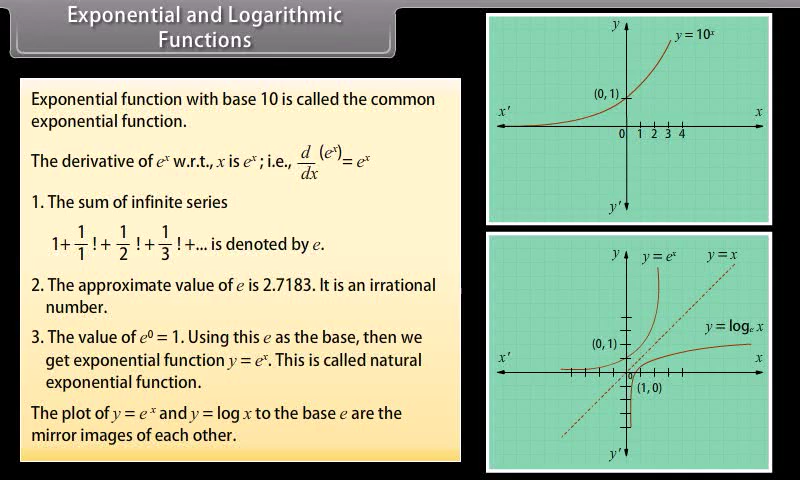 Exponential and Logarithmic
Functions
Exponential function with base 10 is called the common
exponential function.
The derivative of eˣ w.r.t., x is eˣ ; i.e., d/dx (eˣ) = eˣ
1. The sum of infinite series
1+ 1/1 ! + 1/2 ! + 1/3 ! +... is denoted by e.
2. The approximate value of e is 2.7183. It is an irrational
number.
3. The value of e⁰ = 1. Using this e as the base, then we
get exponential function y = eˣ. This is called natural
exponential function.
The plot of y = eˣ and y = log x to the base e are the
mirror images of each other.
y
y = 10ˣ
(0, 1)
x′
x
0 1 2 3 4
y′
y
y = eˣ
y = x
y = logₑ x
(0, 1)
x′
x
0
(1, 0)
y′